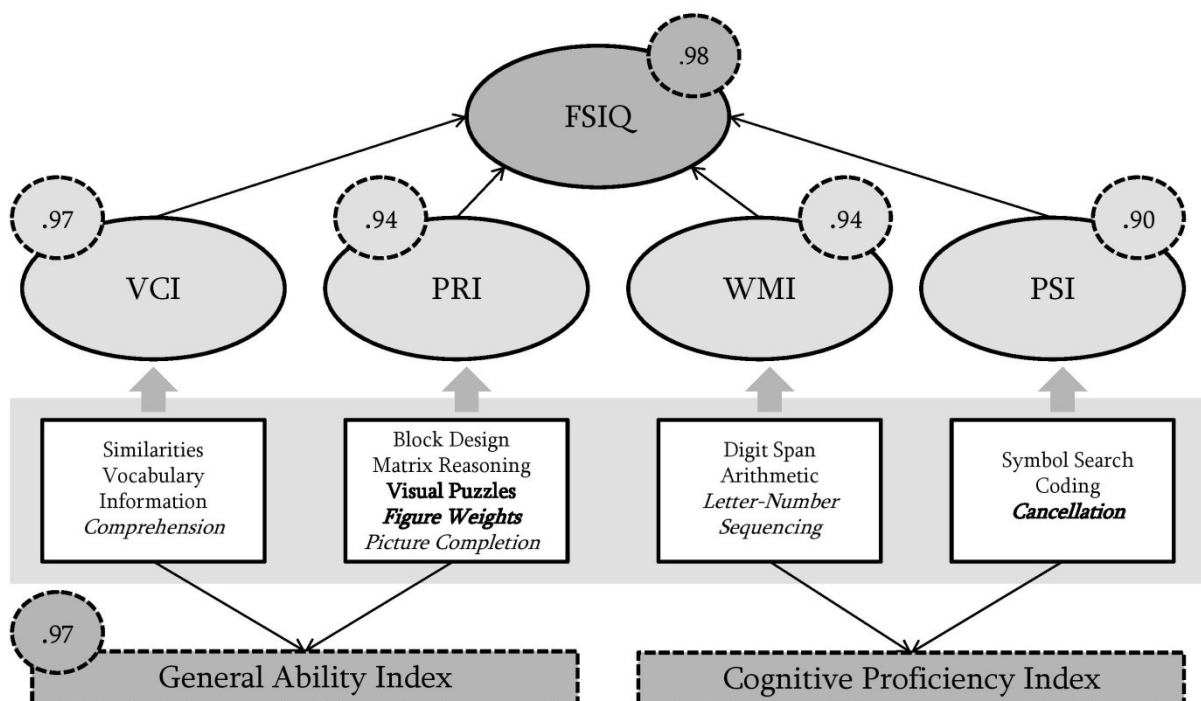 .98
FSIQ
.97
.94
.94
.90
VCI
PRI
WMI
PSI
Similarities
Vocabulary
Information
Comprehension
Block Design
Matrix Reasoning
Visual Puzzles
Figure Weights
Picture Completion
Digit Span
Arithmetic
Letter-Number
Sequencing
Symbol Search
Coding
Cancellation
.97
General Ability Index
Cognitive Proficiency Index